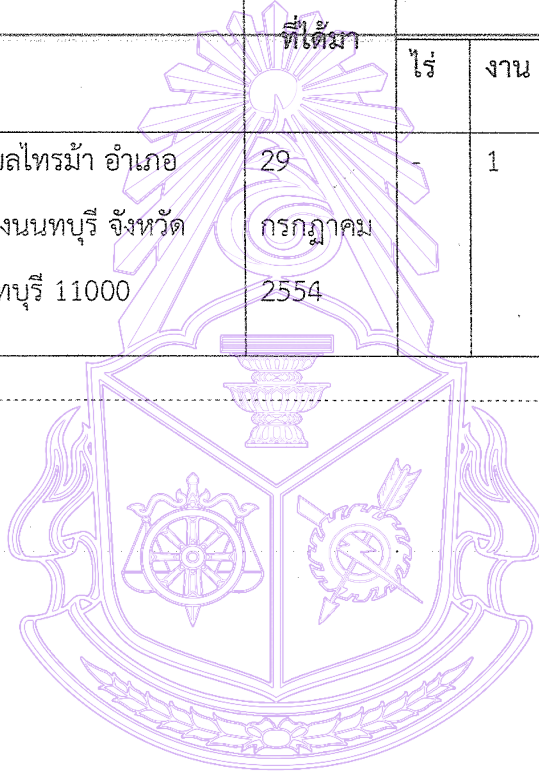 ที่ได้มา
ไร่ งาน
ลไทรม้า อำเภอ 29 - 1
งนนทบุรี จังหวัด กรกฎาคม
ทบุรี 11000 2554